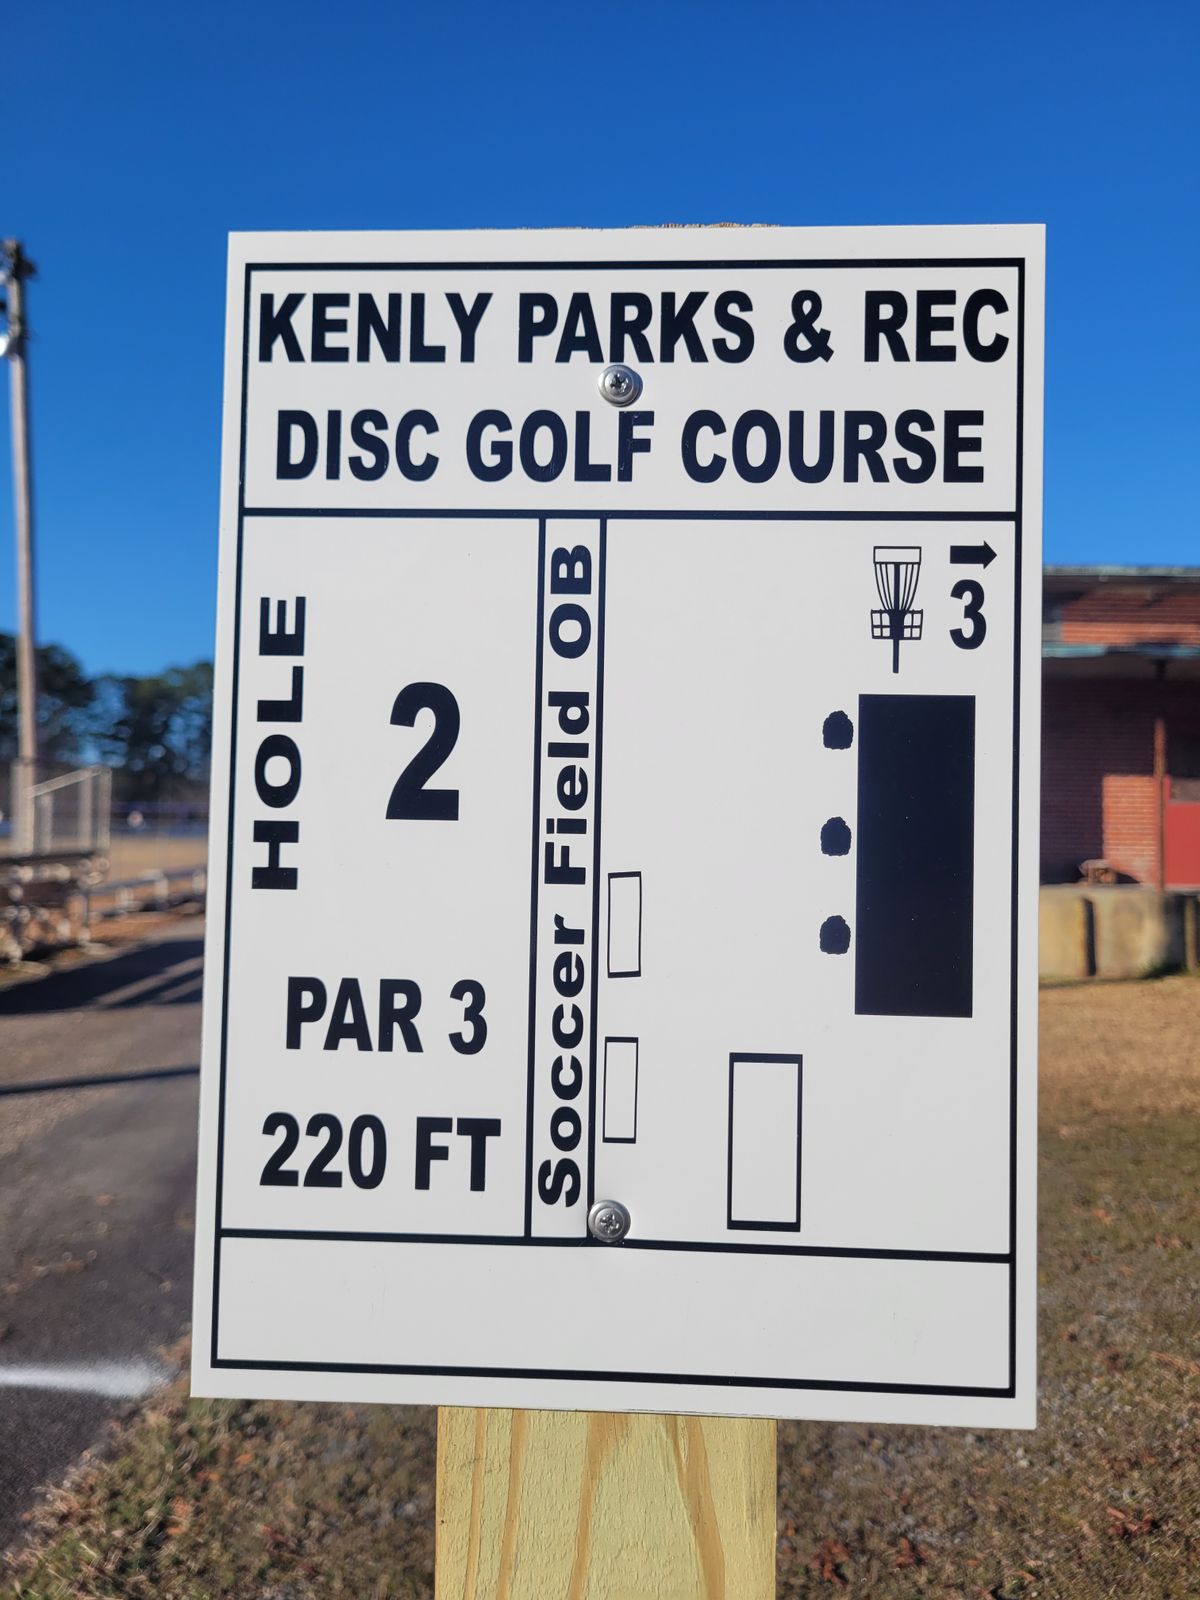 KENLY PARKS & REC
DISC GOLF COURSE
HOLE
2
PAR 3
220 FT
Soccer Field OB
3